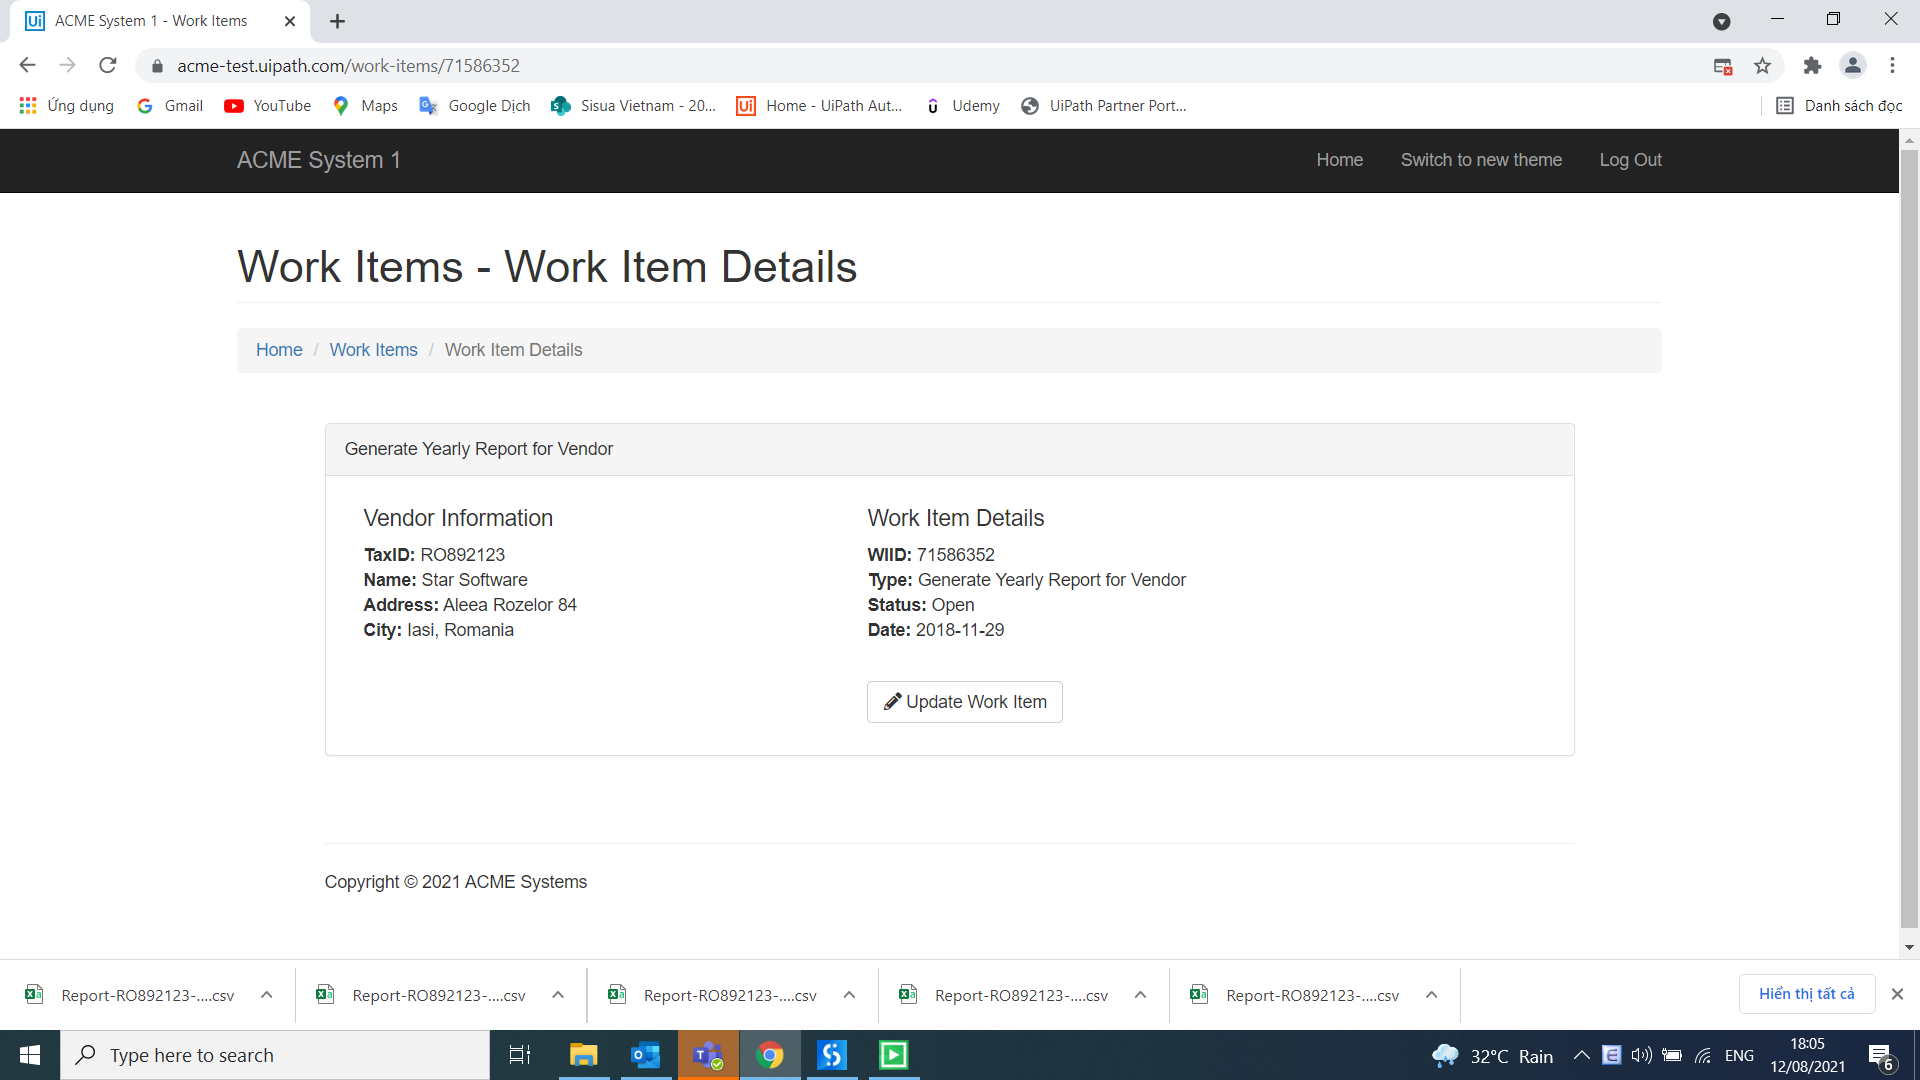 ACME System 1 - Work Items
acme-test.uipath.com/work-items/71586352
Ứng dụng Gmail YouTube Maps Google Dịch Sisua Vietnam - 20... Home - UiPath Aut... Udemy UiPath Partner Port... Danh sách đọc
ACME System 1 Home Switch to new theme Log Out
Work Items - Work Item Details
Home / Work Items / Work Item Details
Generate Yearly Report for Vendor
Vendor Information
TaxID: RO892123
Name: Star Software
Address: Aleea Rozelor 84
City: Iasi, Romania
Work Item Details
WIID: 71586352
Type: Generate Yearly Report for Vendor
Status: Open
Date: 2018-11-29
Update Work Item
Copyright © 2021 ACME Systems
Report-RO892123-....csv Report-RO892123-....csv Report-RO892123-....csv Report-RO892123-....csv Report-RO892123-....csv Hiển thị tất cả
Type here to search
32°C Rain ENG
18:05
12/08/2021
6